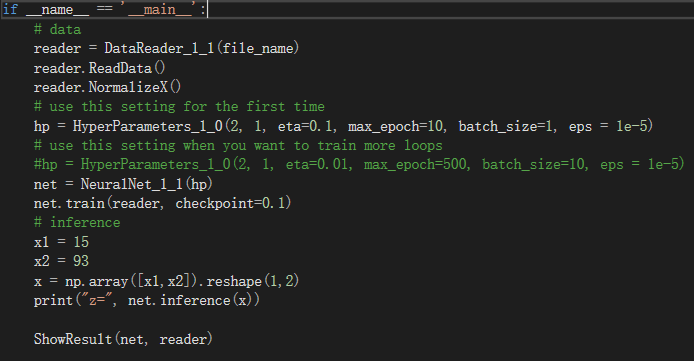 if __name__ == '__main__':
    # data
    reader = DataReader_1_1(file_name)
    reader.ReadData()
    reader.NormalizeX()
    # use this setting for the first time
    hp = HyperParameters_1_0(2, 1, eta=0.1, max_epoch=10, batch_size=1, eps = 1e-5)
    # use this setting when you want to train more loops
    #hp = HyperParameters_1_0(2, 1, eta=0.01, max_epoch=500, batch_size=10, eps = 1e-5)
    net = NeuralNet_1_1(hp)
    net.train(reader, checkpoint=0.1)
    # inference
    x1 = 15
    x2 = 93
    x = np.array([x1,x2]).reshape(1,2)
    print("z=", net.inference(x))
    ShowResult(net, reader)